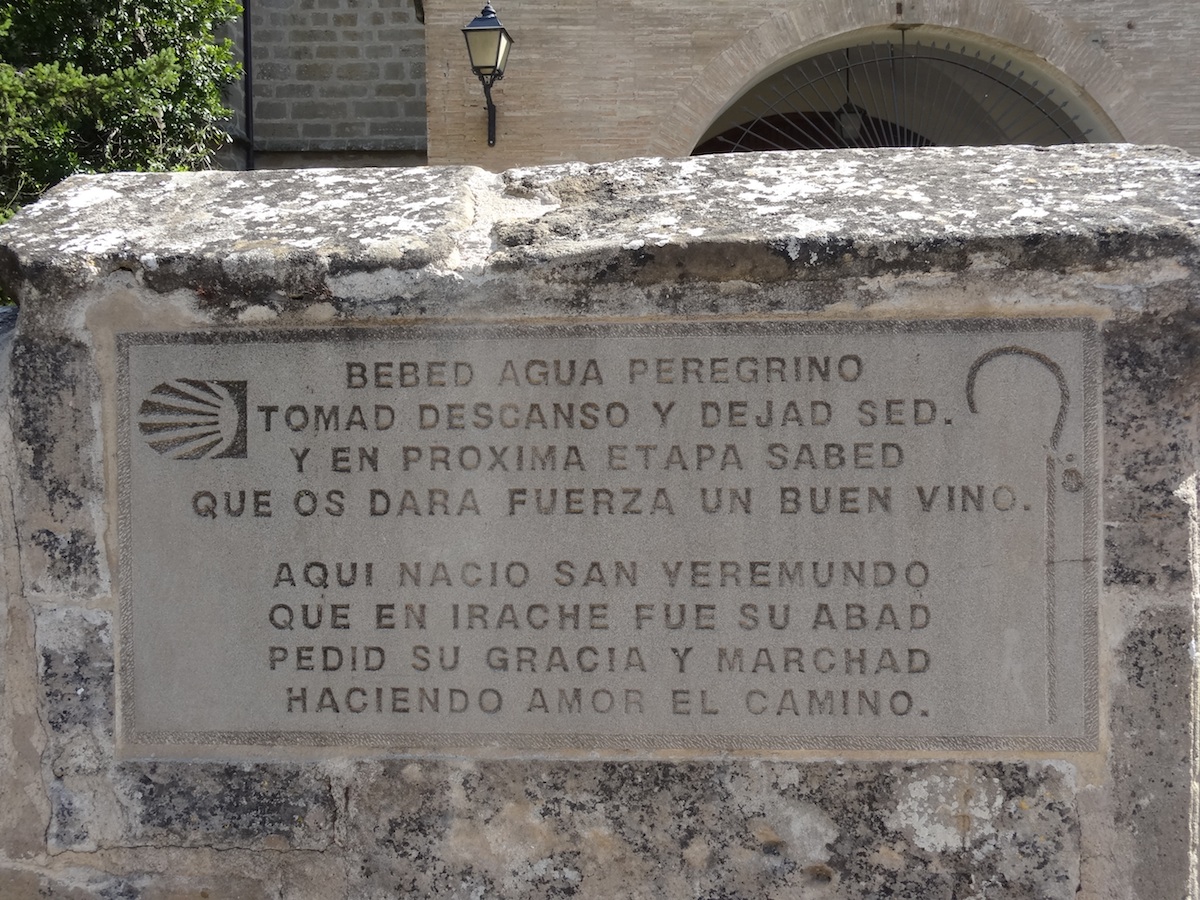 BEBED AGUA PEREGRINO
TOMAD DESCANSO Y DEJAD SED.
Y EN PROXIMA ETAPA SABED
QUE OS DARA FUERZA UN BUEN VINO.
AQUI NACIO SAN VEREMUNDO
QUE EN IRACHE FUE SU ABAD
PEDID SU GRACIA Y MARCHAD
HACIENDO AMOR EL CAMINO.